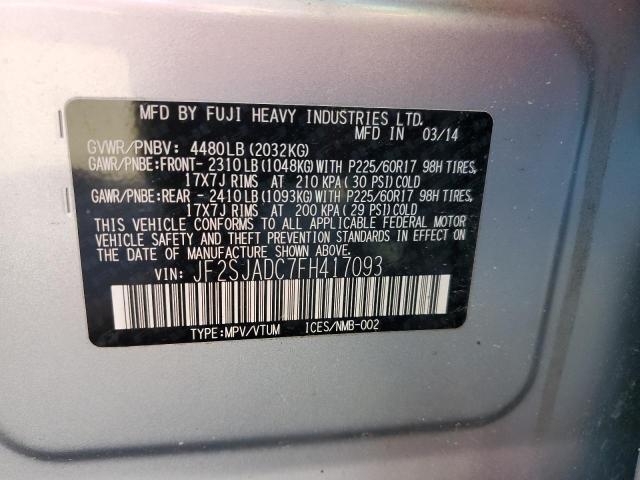 MFD BY FUJI HEAVY INDUSTRIES LTD.
MFD IN 03/14
GVWR/PNBV: 4480LB (2032KG)
GAWR/PNBE:FRONT- 2310LB (1048KG) WITH P225/60R17 98H TIRES,
17X7J RIMS AT 210 KPA (30 PSI) COLD
GAWR/PNBE:REAR - 2410LB (1093KG) WITH P225/60R17 98H TIRES,
17X7J RIMS AT 200 KPA (29 PSI) COLD
THIS VEHICLE CONFORMS TO ALL APPLICABLE FEDERAL MOTOR
VEHICLE SAFETY AND THEFT PREVENTION STANDARDS IN EFFECT
ON THE DATE OF MANUFACTURE SHOWN ABOVE.
VIN: JF2SJADC7FH417093
TYPE:MPV/VTUM ICES/NMB-002